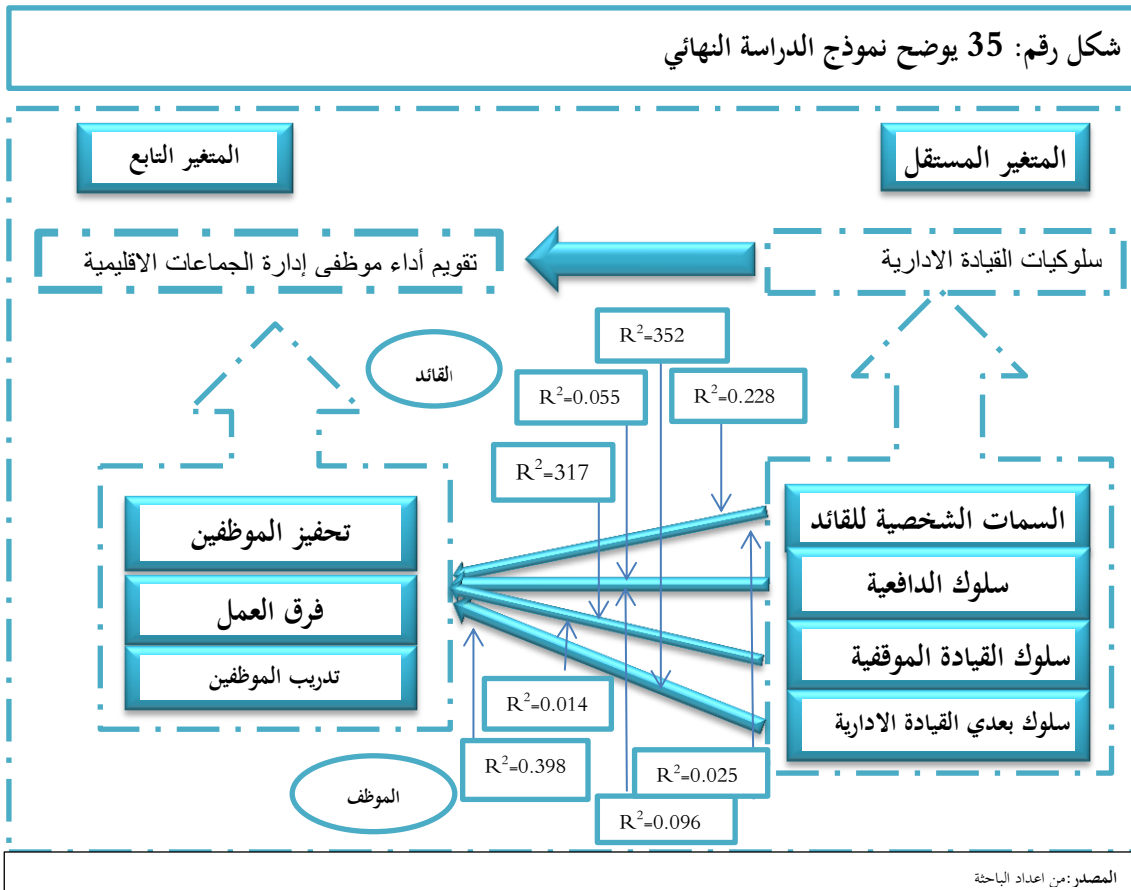 شكل رقم: 35 يوضح نموذج الدراسة النهائي
المتغير المستقل
المتغير التابع
سلوكيات القيادة الادارية
تقويم أداء موظفى إدارة الجماعات الاقليمية
R²=352
القائد
R²=0.055
R²=0.228
R²=317
السمات الشخصية للقائد
سلوك الدافعية
سلوك القيادة الموقفية
سلوك بعدي القيادة الادارية
تحفيز الموظفين
فرق العمل
تدريب الموظفين
R²=0.014
R²=0.398
R²=0.025
R²=0.096
الموظف
المصدر:من اعداد الباحثة